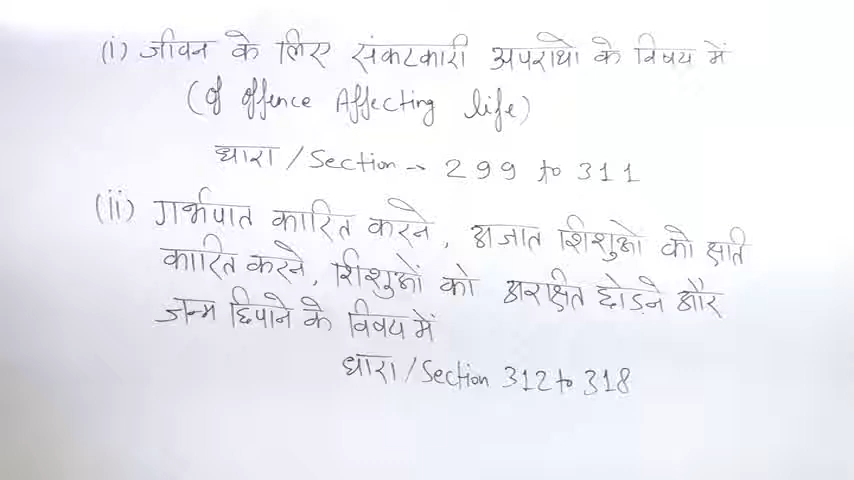 (i) जीवन के लिए संकटकारी अपराधो के विषय में
(of offence Affecting life)
धारा / Section → 299 to 311
(ii) गर्भपात कारित करने, अजात शिशुओं को क्षति
कारित करने, शिशुओं को अरक्षित छोड़ने और
जन्म छिपाने के विषय में
धारा / Section 312 to 318